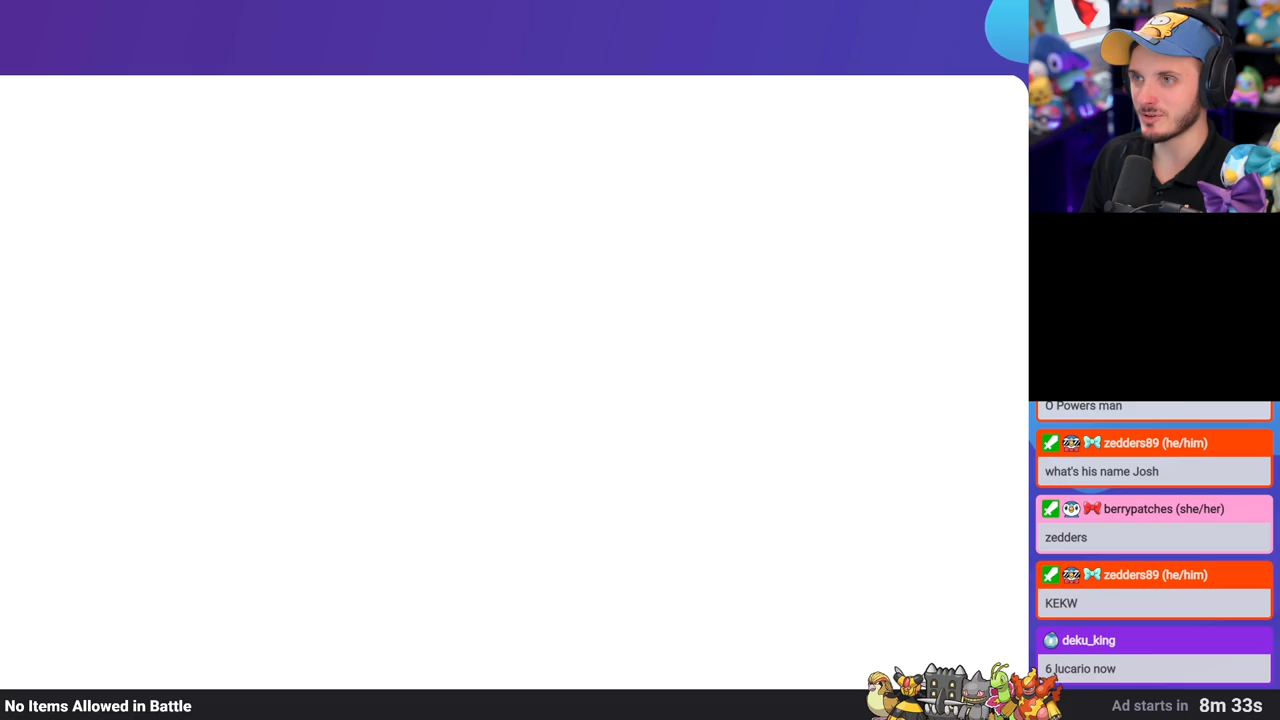 O Powers man
zedders89 (he/him)
what's his name Josh
berrypatches (she/her)
zedders
zedders89 (he/him)
KEKW
deku_king
6 lucario now
No Items Allowed in Battle
Ad starts in 8m 33s